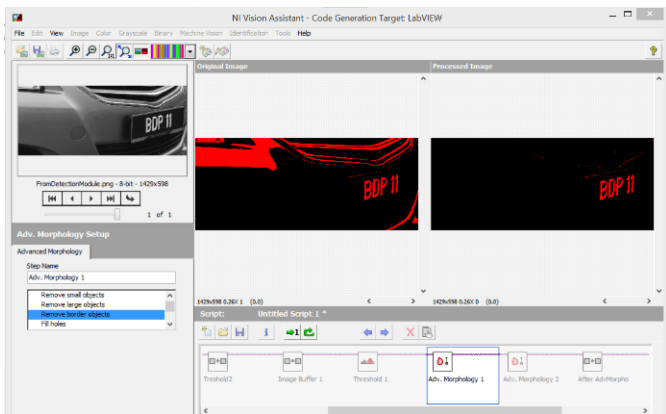 NI Vision Assistant - Code Generation Target: LabVIEW
File Edit View Image Color Grayscale Binary Machine Vision Identification Tools Help
Original Image
Processed Image
BDP 11
BDP 11
BDP 11
FromDetectionModule.png - 8-bit - 1429x598
1 of 1
Adv. Morphology Setup
Advanced Morphology
Step Name
Adv. Morphology 1
Remove small objects
Remove large objects
Remove border objects
Fill holes
1429x598 0.26X 1 (0,0)
1429x598 0.26X 0 (0,0)
Script: Untitled Script 1 *
Treshold2
Image Buffer 1
Threshold 1
Adv. Morphology 1
Adv. Morphology 2
After AdvMorpho